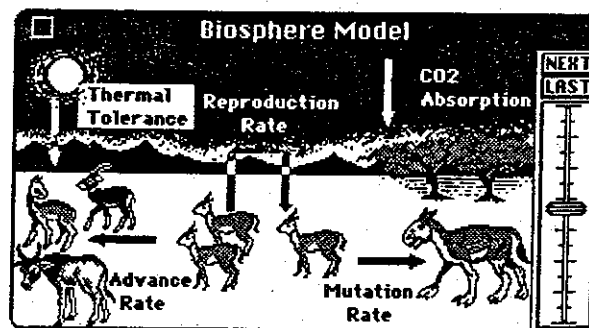 Biosphere Model
NEXT
LAST
Thermal
Tolerance
Reproduction
Rate
CO2
Absorption
Advance
Rate
Mutation
Rate